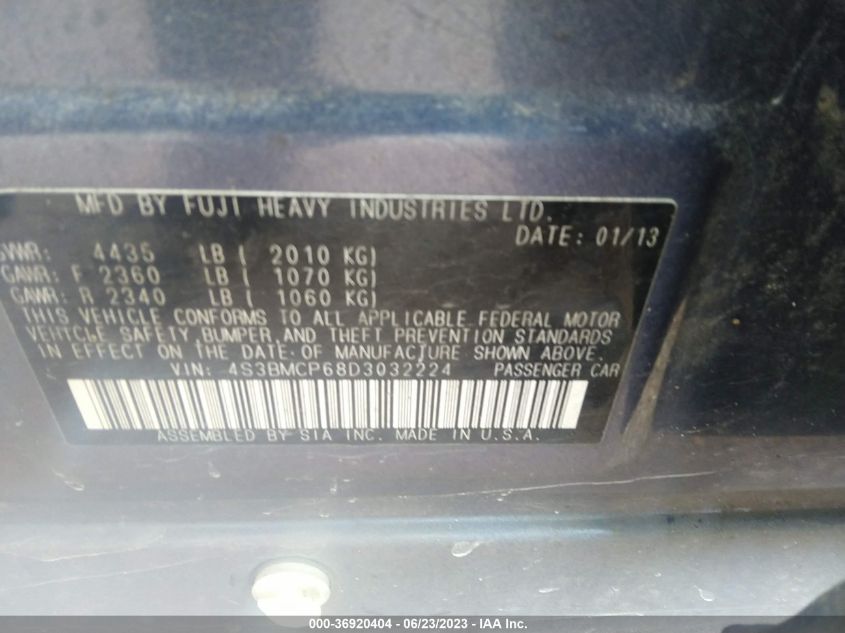 MFD BY FUJI HEAVY INDUSTRIES LTD.
DATE: 01/13
GVWR: 4435 LB ( 2010 KG)
GAWR: F 2360 LB ( 1070 KG)
GAWR: R 2340 LB ( 1060 KG)
THIS VEHICLE CONFORMS TO ALL APPLICABLE FEDERAL MOTOR
VEHICLE SAFETY, BUMPER,AND THEFT PREVENTION STANDARDS
IN EFFECT ON THE DATE OF MANUFACTURE SHOWN ABOVE.
VIN: 4S3BMCP68D3032224 PASSENGER CAR
ASSEMBLED BY SIA INC. MADE IN U.S.A.
000-36920404 - 06/23/2023 - IAA Inc.